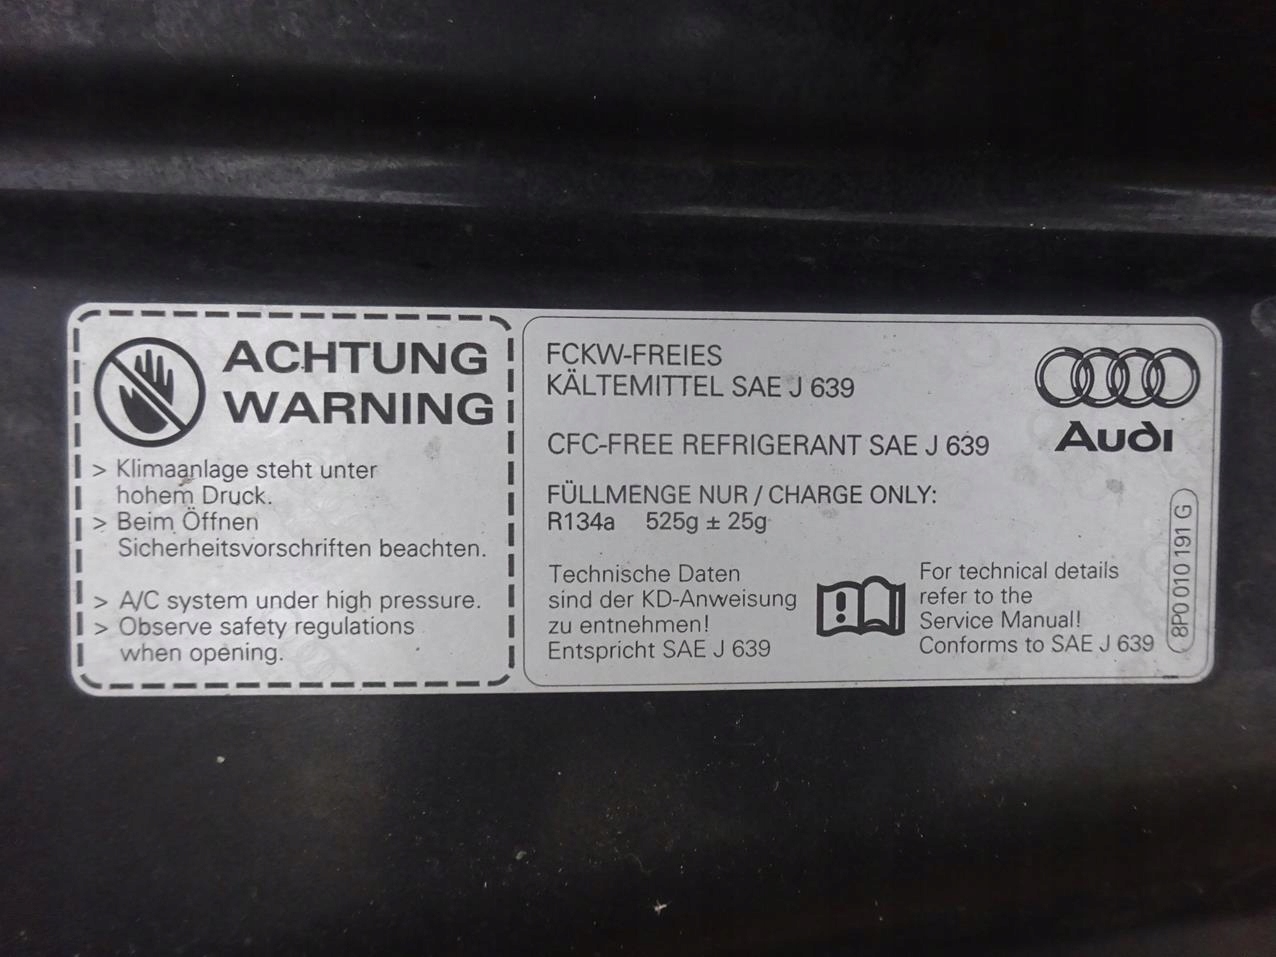 ACHTUNG
WARNING
> Klimaanlage steht unter
hohem Druck.
> Beim Öffnen
Sicherheitsvorschriften beachten.
> A/C system under high pressure.
> Observe safety regulations
when opening.
FCKW-FREIES
KÄLTEMITTEL SAE J 639
CFC-FREE REFRIGERANT SAE J 639
FÜLLMENGE NUR / CHARGE ONLY:
R134a 525g ± 25g
Technische Daten
sind der KD-Anweisung
zu entnehmen!
Entspricht SAE J 639
For technical details
refer to the
Service Manual!
Conforms to SAE J 639
Audi
8P0 010 191 G